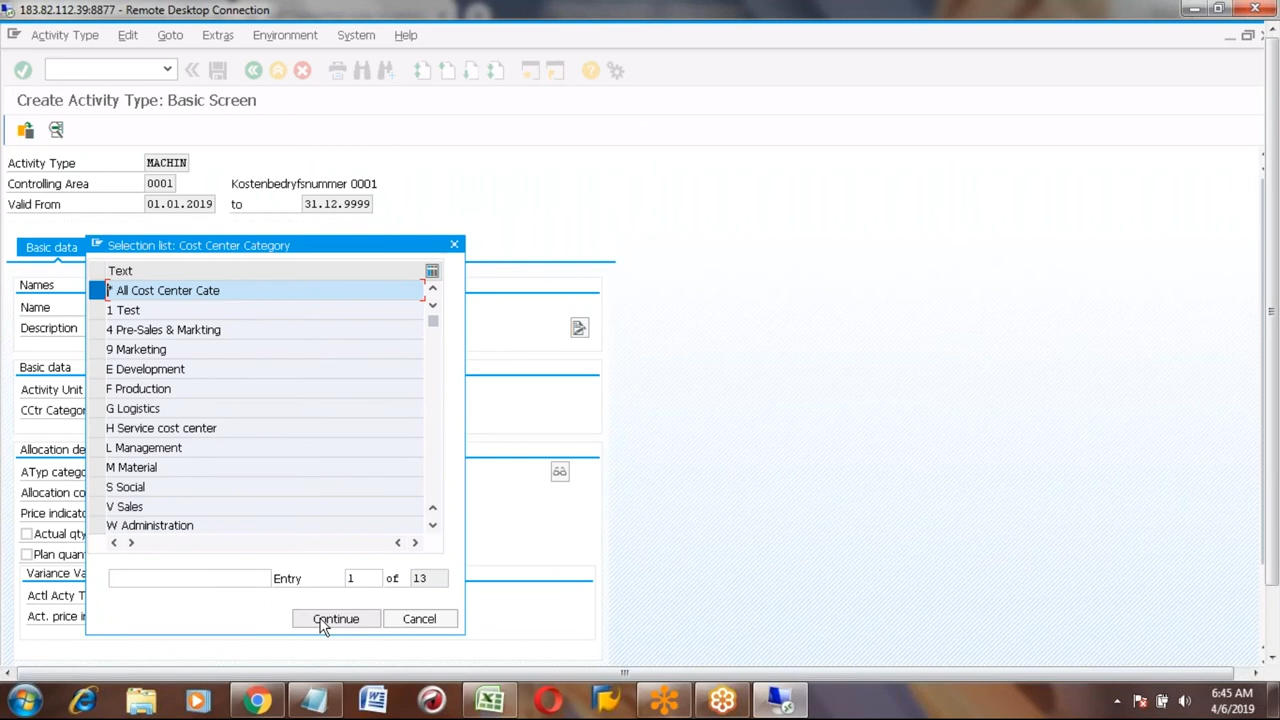 183.82.112.39:8877 - Remote Desktop Connection
Activity Type Edit Goto Extras Environment System Help
Create Activity Type: Basic Screen
Activity Type MACHIN
Controlling Area 0001 Kostenbedryfsnummer 0001
Valid From 01.01.2019 to 31.12.9999
Basic data
Selection list: Cost Center Category
Names
Name
Description
Basic data
Activity Unit
CCtr Categor
Allocation de
ATyp catego
Allocation co
Price indicato
Actual qty
Plan quan
Variance Va
Actl Acty T
Act. price i
Text
* All Cost Center Cate
1 Test
4 Pre-Sales & Markting
9 Marketing
E Development
F Production
G Logistics
H Service cost center
L Management
M Material
S Social
V Sales
W Administration
Entry 1 of 13
Continue Cancel
6:45 AM
4/6/2019